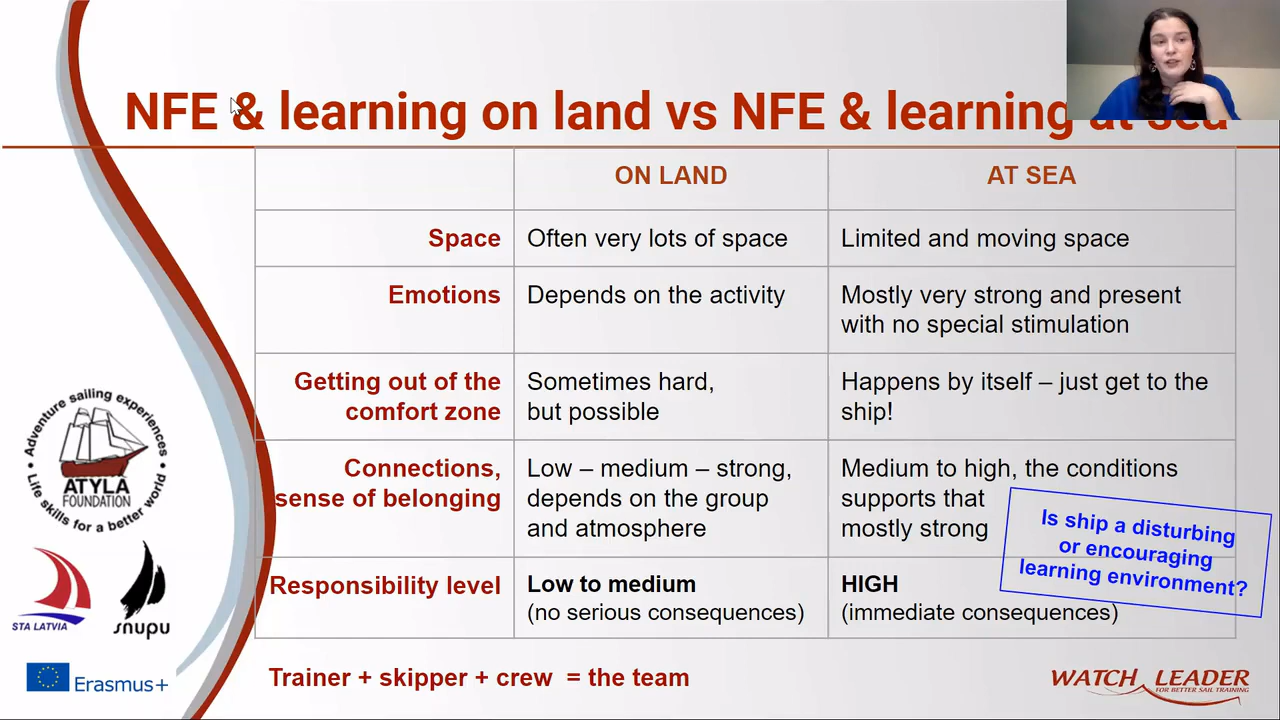 NFE & learning on land vs NFE & learning at sea
ON LAND
AT SEA
Space
Often very lots of space
Limited and moving space
Emotions
Depends on the activity
Mostly very strong and present
with no special stimulation
Getting out of the
comfort zone
Sometimes hard,
but possible
Happens by itself – just get to the
ship!
Connections,
sense of belonging
Low – medium – strong,
depends on the group
and atmosphere
Medium to high, the conditions
supports that
mostly strong
Is ship a disturbing
or encouraging
learning environment?
Responsibility level
Low to medium
(no serious consequences)
HIGH
(immediate consequences)
Trainer + skipper + crew = the team
• Adventure sailing experiences •
ATYLA
FOUNDATION
Life skills for a better world
STA LATVIA
snupu
Erasmus+
WATCH LEADER
FOR BETTER SAIL TRAINING